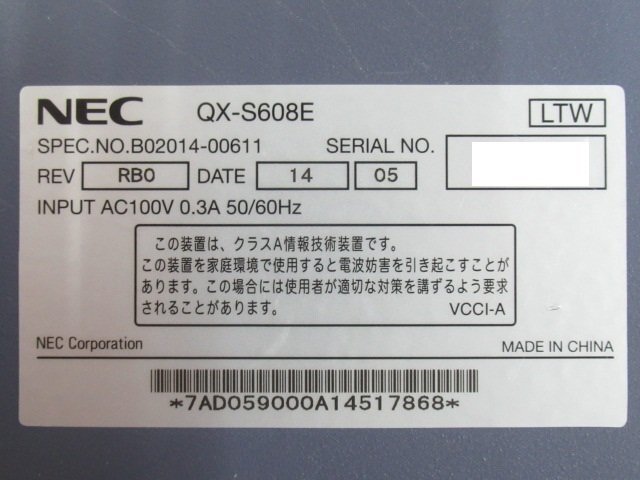 NEC QX-S608E LTW
SPEC.NO.B02014-00611 SERIAL NO.
REV RB0 DATE 14 05
INPUT AC100V 0.3A 50/60Hz
この装置は、クラスA情報技術装置です。
この装置を家庭環境で使用すると電波妨害を引き起こすことが
あります。この場合には使用者が適切な対策を講ずるよう要求
されることがあります。 VCCI-A
NEC Corporation MADE IN CHINA
*7AD059000A14517868*